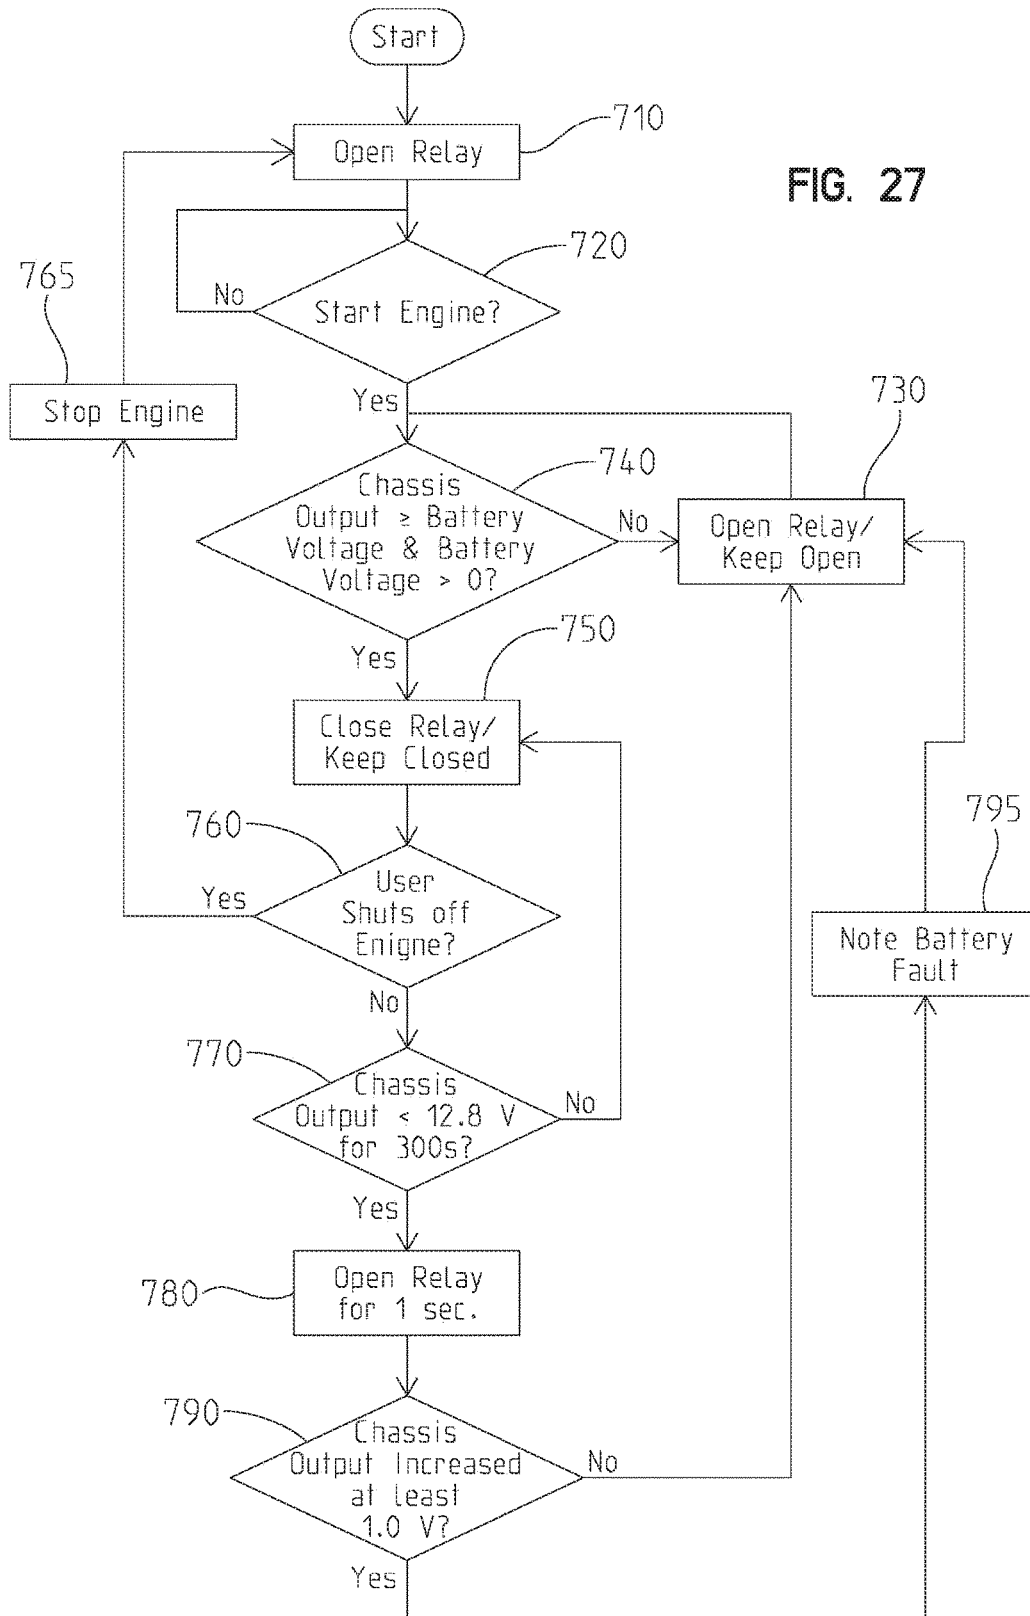 Start
710
Open Relay
FIG. 27
720
765
No
Start Engine?
Stop Engine
Yes
730
740
Chassis
Output ≥ Battery
Voltage & Battery
Voltage > 0?
No
Open Relay/
Keep Open
750
Yes
Close Relay/
Keep Closed
760
795
Yes
User
Shuts off
Enigne?
Note Battery
Fault
No
770
Chassis
Output < 12.8 V
for 300s?
No
Yes
780
Open Relay
for 1 sec.
790
Chassis
Output Increased
at least
1.0 V?
No
Yes